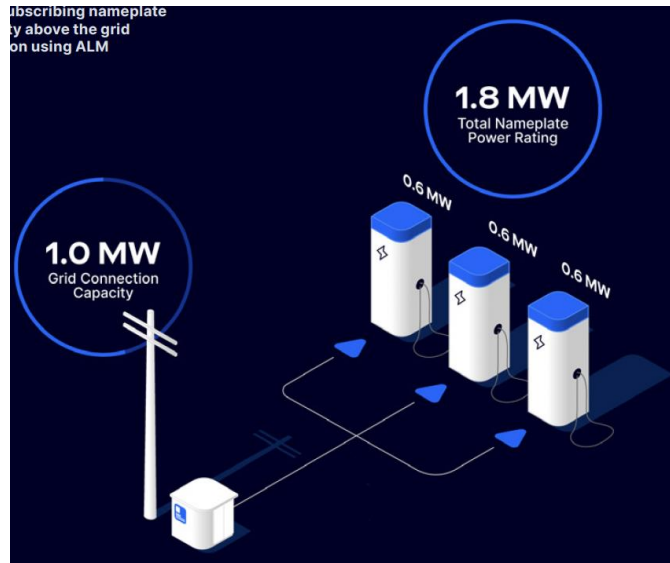 ubscribing nameplate
ty above the grid
on using ALM
1.8 MW
Total Nameplate
Power Rating
0.6 MW
0.6 MW
0.6 MW
1.0 MW
Grid Connection
Capacity